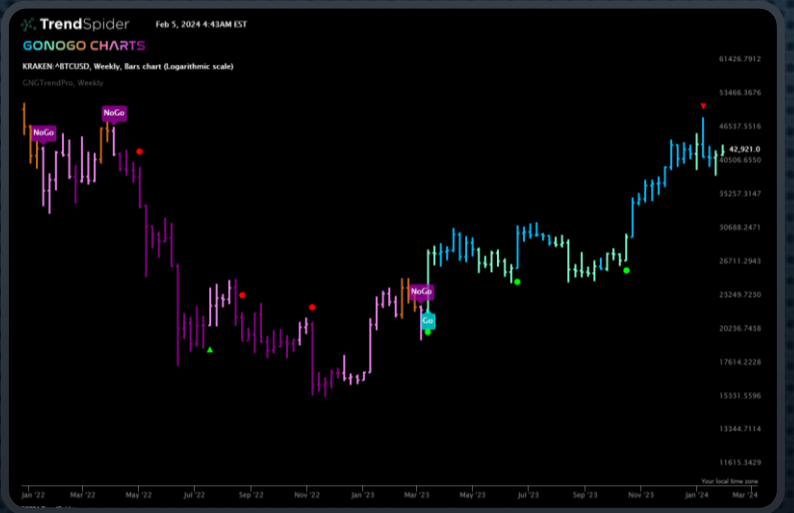 TrendSpider Feb 5, 2024 4:43AM EST
GONOGO CHARTS
KRAKEN:^BTCUSD, Weekly, Bars chart (Logarithmic scale)
GNGTrendPro, Weekly
61426.7912
53466.3676
NoGo
NoGo
46537.5516
42,921.0
40506.6550
35257.3147
30688.2471
26711.2943
NoGo
23249.7230
Go
20236.7458
17614.2228
15331.5596
13344.7114
11615.3429
Your local time zone
Jan '22 Mar '22 May '22 Jul '22 Sep '22 Nov '22 Jan '23 Mar '23 May '23 Jul '23 Sep '23 Nov '23 Jan '24 Mar '24